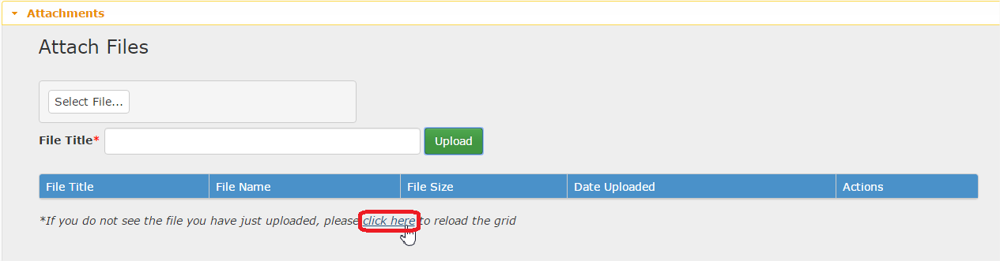 Attachments
Attach Files
Select File...
File Title* Upload
File Title File Name File Size Date Uploaded Actions
*If you do not see the file you have just uploaded, please click here to reload the grid